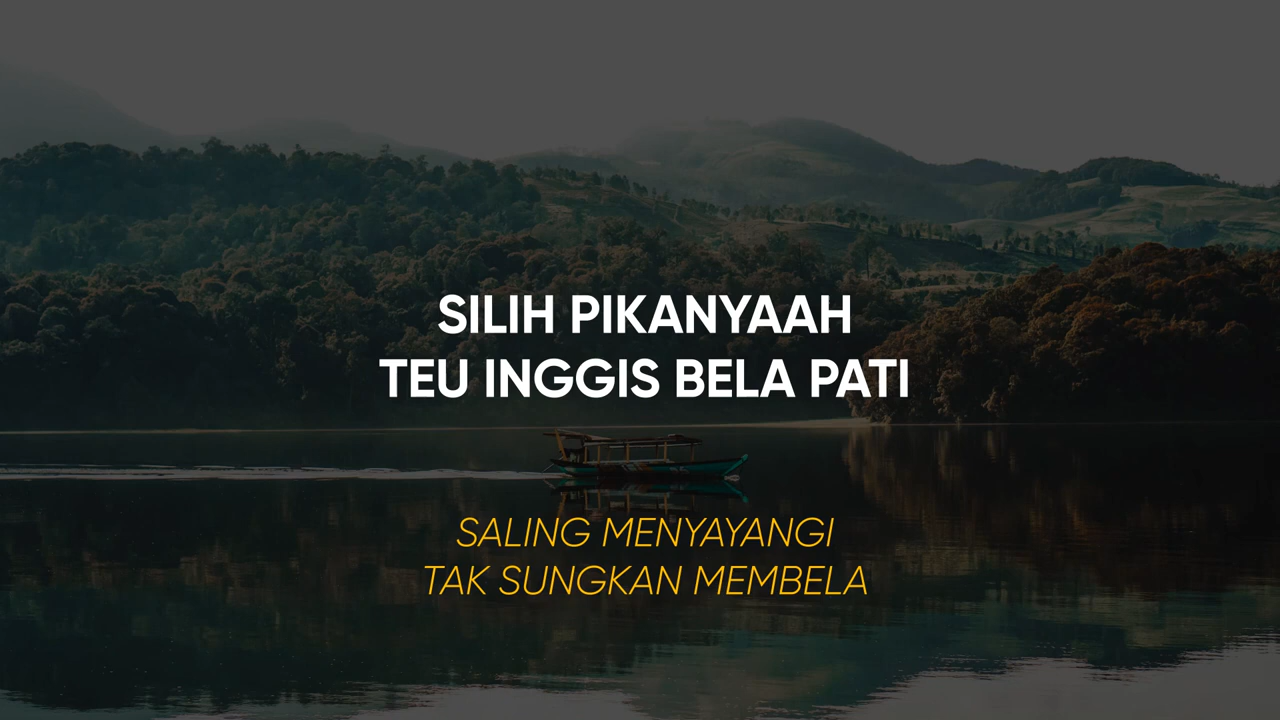 SILIH PIKANYAAH
TEU INGGIS BELA PATI
SALING MENYAYANGI
TAK SUNGKAN MEMBELA